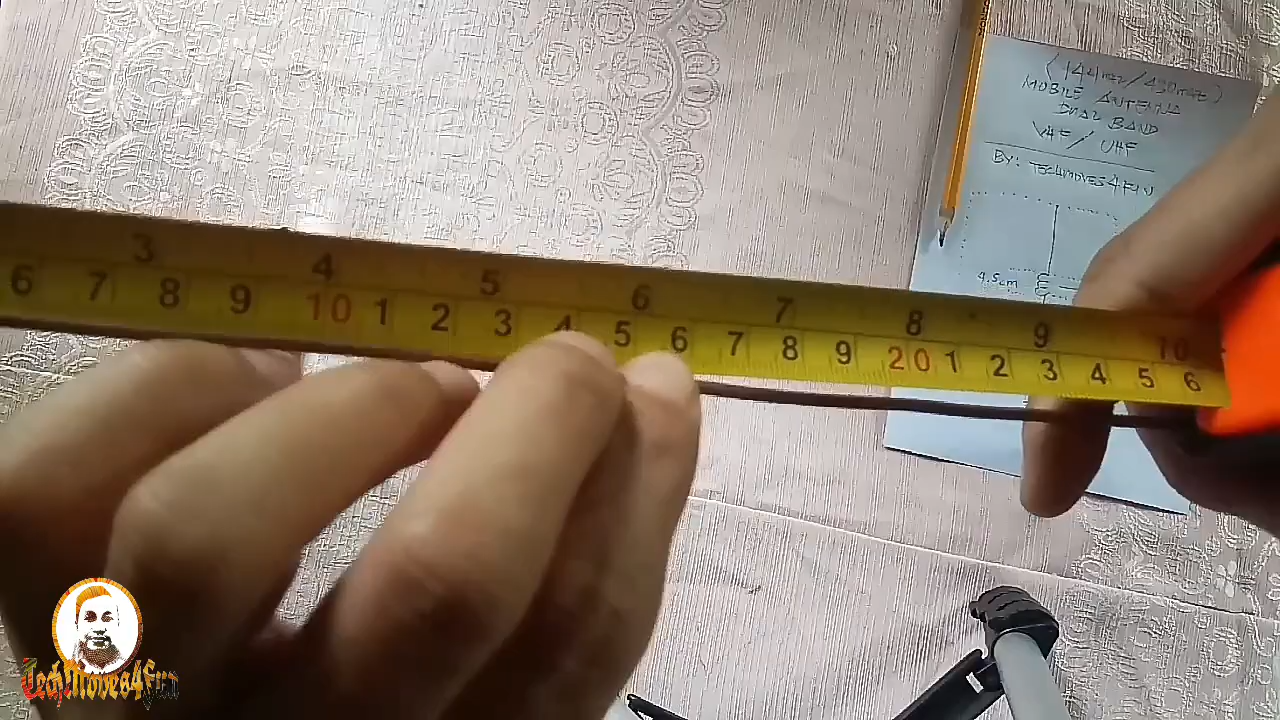 (144MHZ/430MHZ)
MOBILE ANTENNA
DUAL BAND
VHF/UHF
BY: TECHMOVES4FUN
4.5cm
3 4 5 6 7 8 9 10
6 7 8 9 10 1 2 3 4 5 6 7 8 9 20 1 2 3 4 5 6
TechMoves4fun